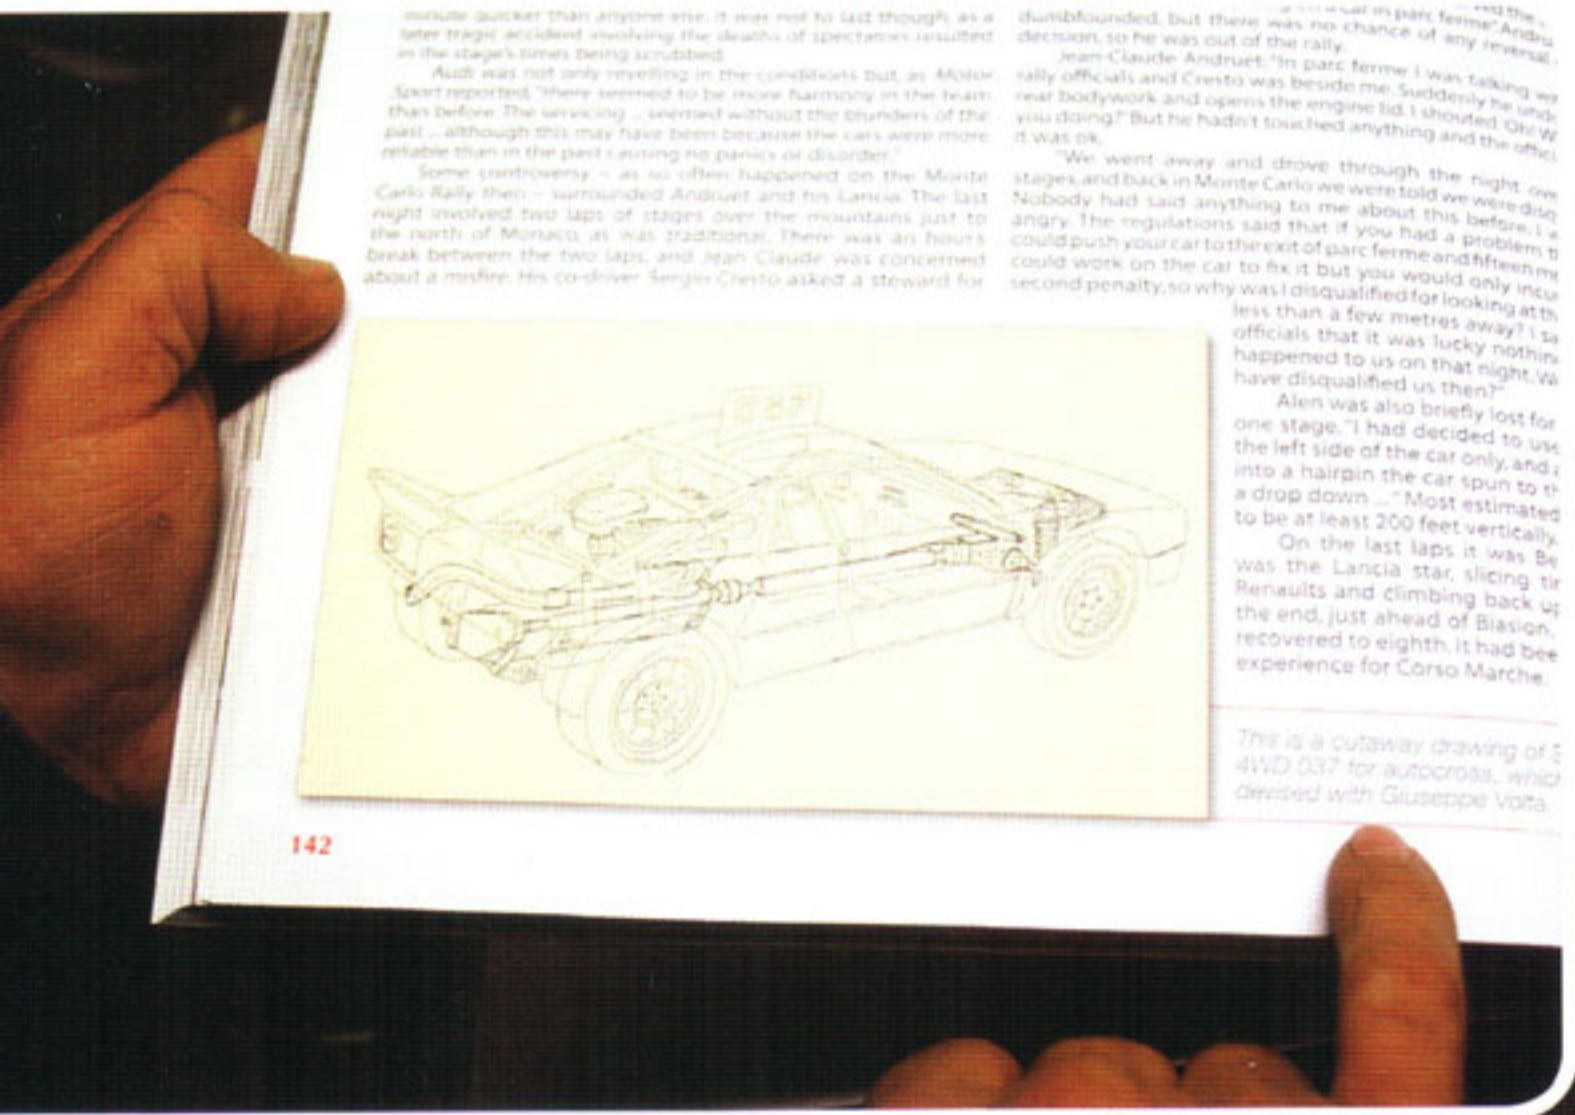 minute quicker than anyone else. It was not to last though, as a
later tragic accident involving the deaths of spectators resulted
in the stage's times being scrubbed.
Audi was not only revelling in the conditions but, as Motor
Sport reported, "there seemed to be more harmony in the team
than before. The servicing ... seemed without the blunders of the
past ... although this may have been because the cars were more
reliable than in the past causing no panics or disorder."
Some controversy – as so often happened on the Monte
Carlo Rally then – surrounded Andruet and his Lancia. The last
night involved two laps of stages over the mountains just to
the north of Monaco, as was traditional. There was an hour's
break between the two laps, and Jean Claude was concerned
about a misfire. His co-driver Sergio Cresto asked a steward for
car in parc ferme." Andru
dumbfounded, but there was no chance of any reversal
decision, so he was out of the rally.
Jean-Claude Andruet: "In parc ferme I was talking
rally officials and Cresto was beside me. Suddenly he
rear bodywork and opens the engine lid. I shouted 'Oh! W
you doing?' But he hadn't touched anything and the offici
it was ok.
"We went away and drove through the night ove
stages, and back in Monte Carlo we were told we were disq
Nobody had said anything to me about this before. I
angry. The regulations said that if you had a problem
could push your car to the exit of parc ferme and fifteen
could work on the car to fix it but you would only incu
second penalty, so why was I disqualified for looking at th
less than a few metres away? I sa
officials that it was lucky nothin
happened to us on that night. W
have disqualified us then?"
Alen was also briefly lost for
one stage. "I had decided to use
the left side of the car only, and
into a hairpin the car spun to th
a drop down ..." Most estimated
to be at least 200 feet vertically.
On the last laps it was Be
was the Lancia star, slicing
Renaults and climbing back up
the end, just ahead of Biasion.
recovered to eighth. It had bee
experience for Corso Marche.
037
This is a cutaway drawing of S
4WD 037 for autocross, which
devised with Giuseppe Volta.
142